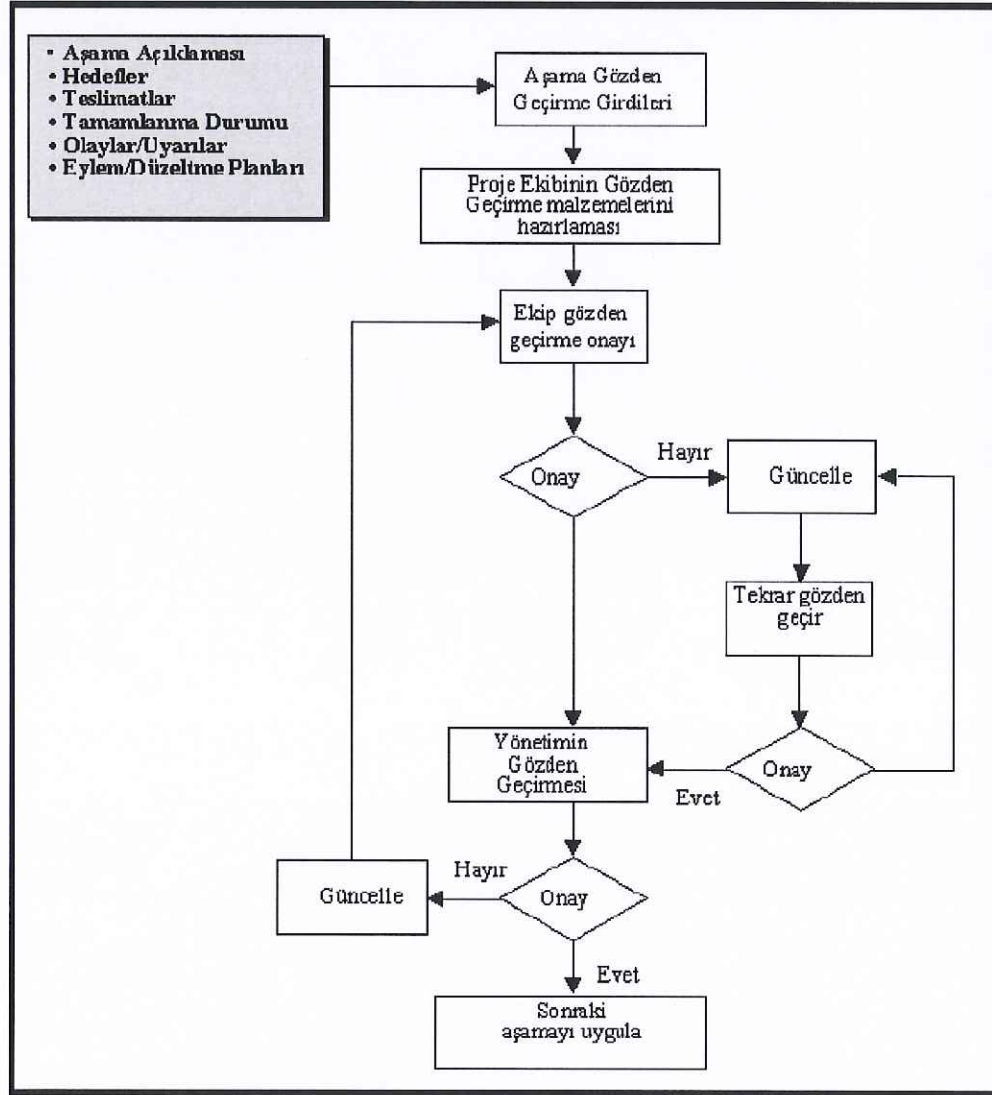 • Aşama Açıklaması
• Hedefler
• Teslimatlar
• Tamamlanma Durumu
• Olaylar/Uyarılar
• Eylem/Düzeltme Planları
Aşama Gözden
Geçirme Girdileri
Proje Ekibinin Gözden
Geçirme malzemelerini
hazırlaması
Ekip gözden
geçirme onayı
Onay
Hayır
Güncelle
Tekrar gözden
geçir
Onay
Evet
Yönetimin
Gözden
Geçirmesi
Onay
Hayır
Güncelle
Evet
Sonraki
aşamayı uygula